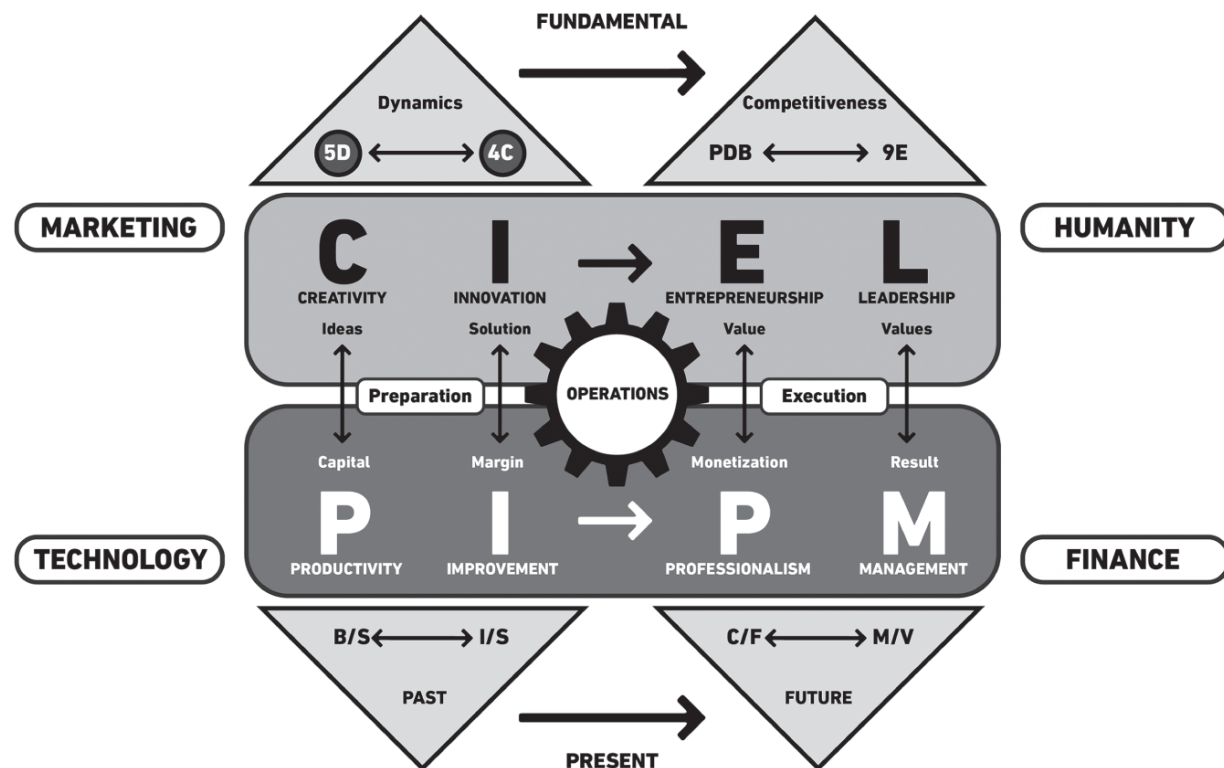 FUNDAMENTAL
Dynamics
5D
4C
Competitiveness
PDB
9E
MARKETING
HUMANITY
C I E L
CREATIVITY INNOVATION ENTREPRENEURSHIP LEADERSHIP
Ideas Solution Value Values
Preparation
OPERATIONS
Execution
Capital Margin Monetization Result
P I P M
PRODUCTIVITY IMPROVEMENT PROFESSIONALISM MANAGEMENT
TECHNOLOGY
FINANCE
B/S I/S
C/F M/V
PAST
FUTURE
PRESENT